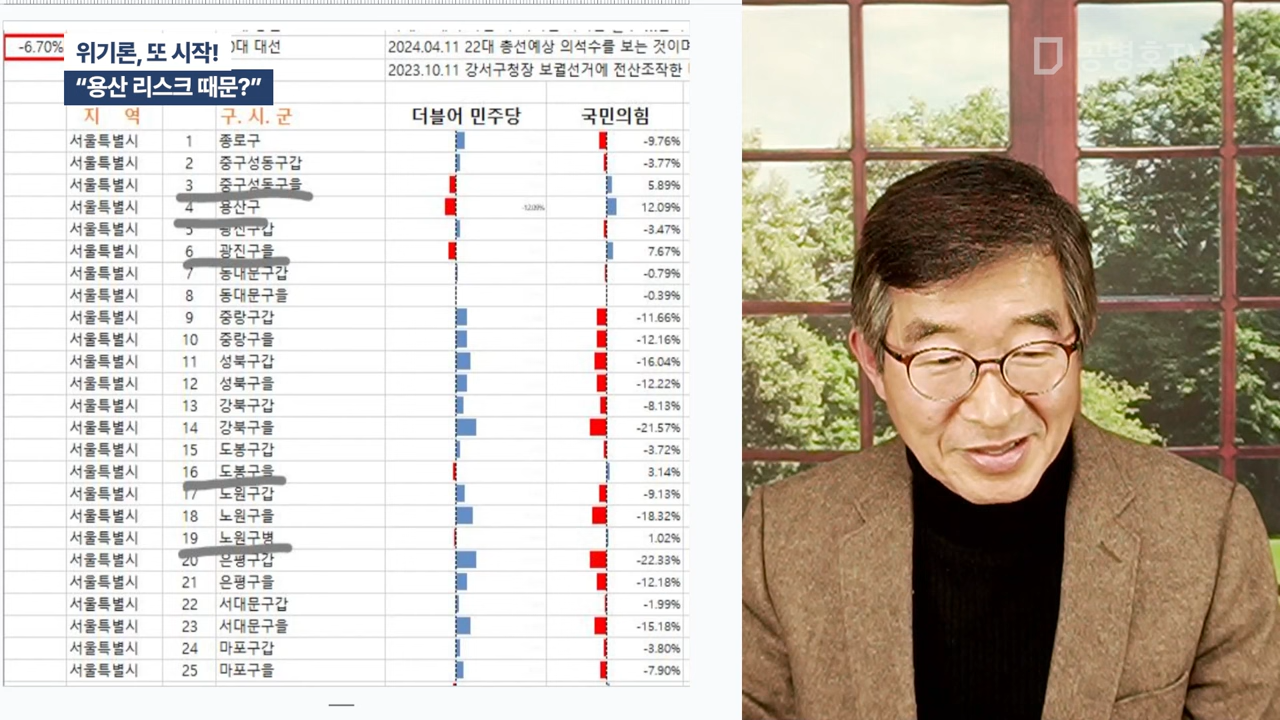 -6.70%
위기론, 또 시작!
대 대선
2024.04.11 22대 총선예상 의석수를 보는 것이며
“용산 리스크 때문?”
2023.10.11 강서구청장 보궐선거에 전산조작한
공병호TV
지 역 구. 시. 군 더불어 민주당 국민의힘
서울특별시 1 종로구 -9.76%
서울특별시 2 중구성동구갑 -3.77%
서울특별시 3 중구성동구을 5.89%
서울특별시 4 용산구 -12.09% 12.09%
서울특별시 5 광진구갑 -3.47%
서울특별시 6 광진구을 7.67%
서울특별시 7 동대문구갑 -0.79%
서울특별시 8 동대문구을 -0.39%
서울특별시 9 중랑구갑 -11.66%
서울특별시 10 중랑구을 -12.16%
서울특별시 11 성북구갑 -16.04%
서울특별시 12 성북구을 -12.22%
서울특별시 13 강북구갑 -8.13%
서울특별시 14 강북구을 -21.57%
서울특별시 15 도봉구갑 -3.72%
서울특별시 16 도봉구을 3.14%
서울특별시 17 노원구갑 -9.13%
서울특별시 18 노원구을 -18.32%
서울특별시 19 노원구병 1.02%
서울특별시 20 은평구갑 -22.33%
서울특별시 21 은평구을 -12.18%
서울특별시 22 서대문구갑 -1.99%
서울특별시 23 서대문구을 -15.18%
서울특별시 24 마포구갑 -3.80%
서울특별시 25 마포구을 -7.90%